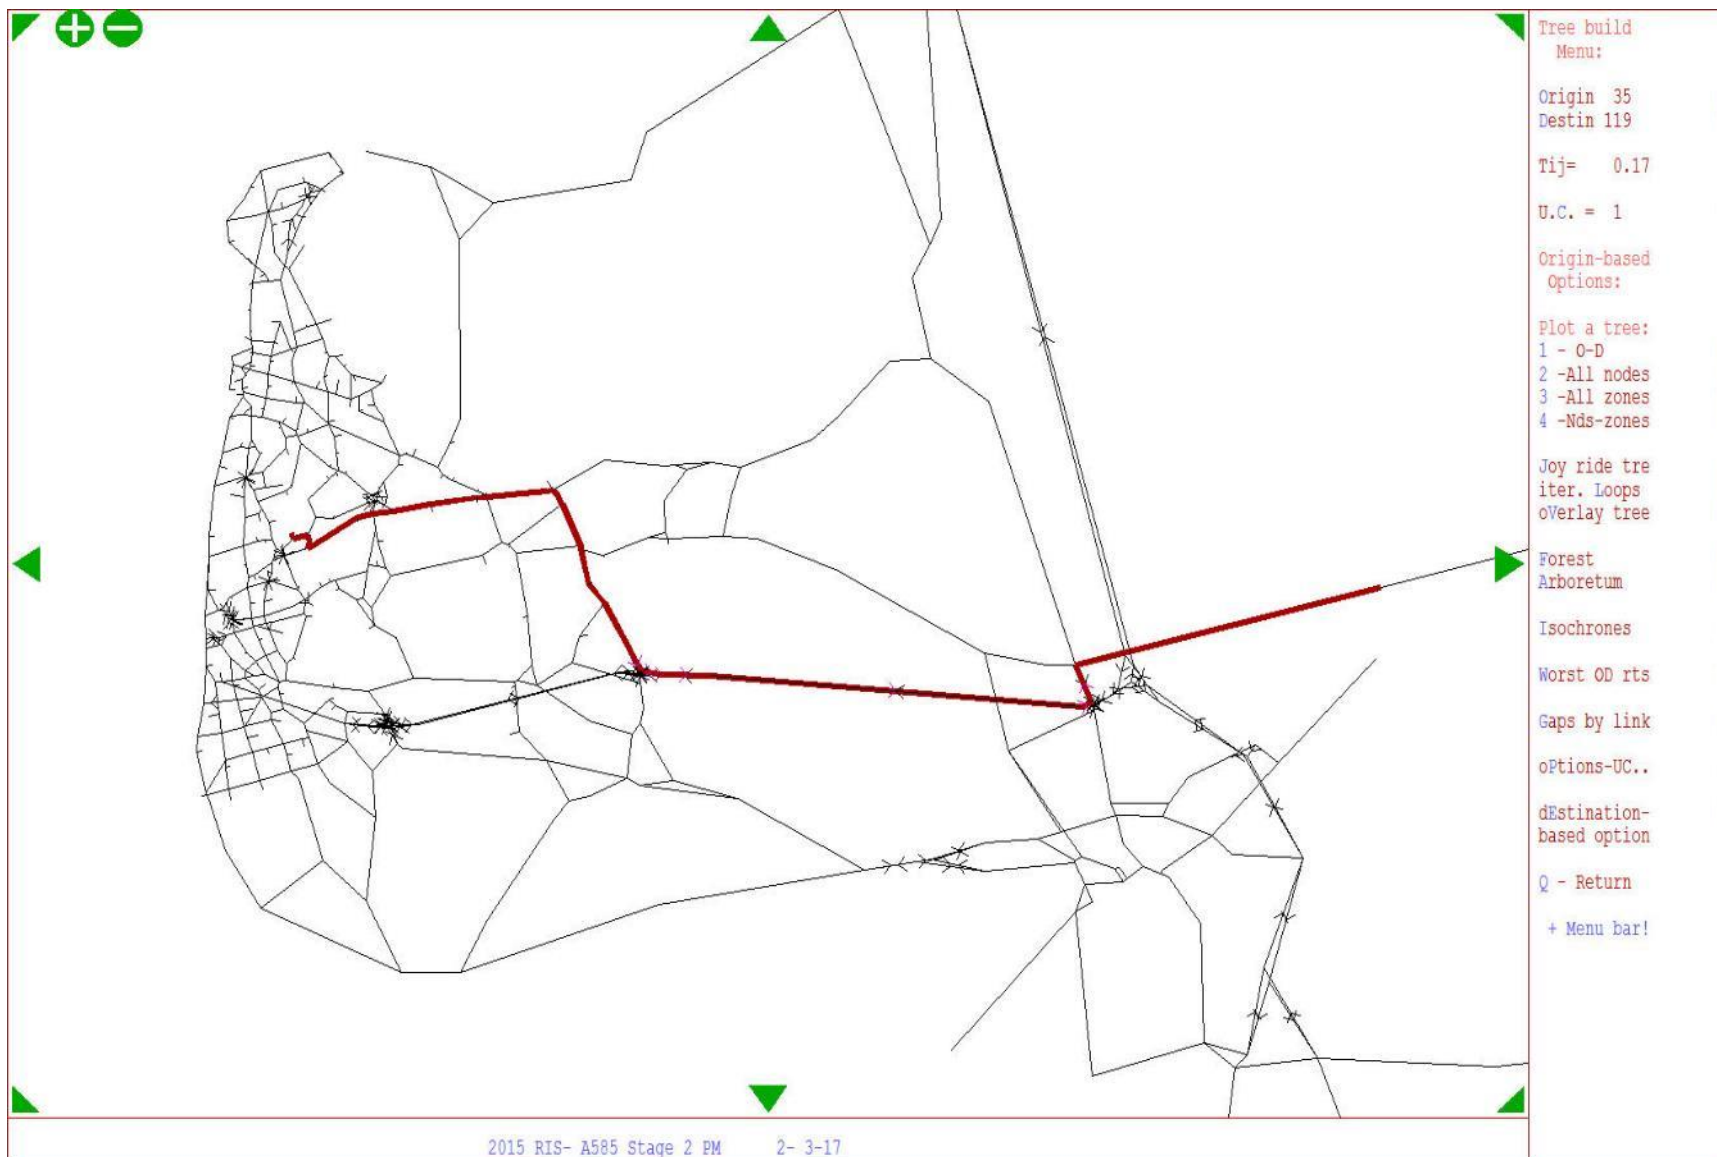 Tree build
Menu:
Origin 35
Destin 119
Tij= 0.17
U.C. = 1
Origin-based
Options:
Plot a tree:
1 - O-D
2 -All nodes
3 -All zones
4 -Nds-zones
Joy ride tre
iter. Loops
oVerlay tree
Forest
Arboretum
Isochrones
Worst OD rts
Gaps by link
oPtions-UC..
dEstination-
based option
Q - Return
+ Menu bar!
2015 RIS- A585 Stage 2 PM 2- 3-17